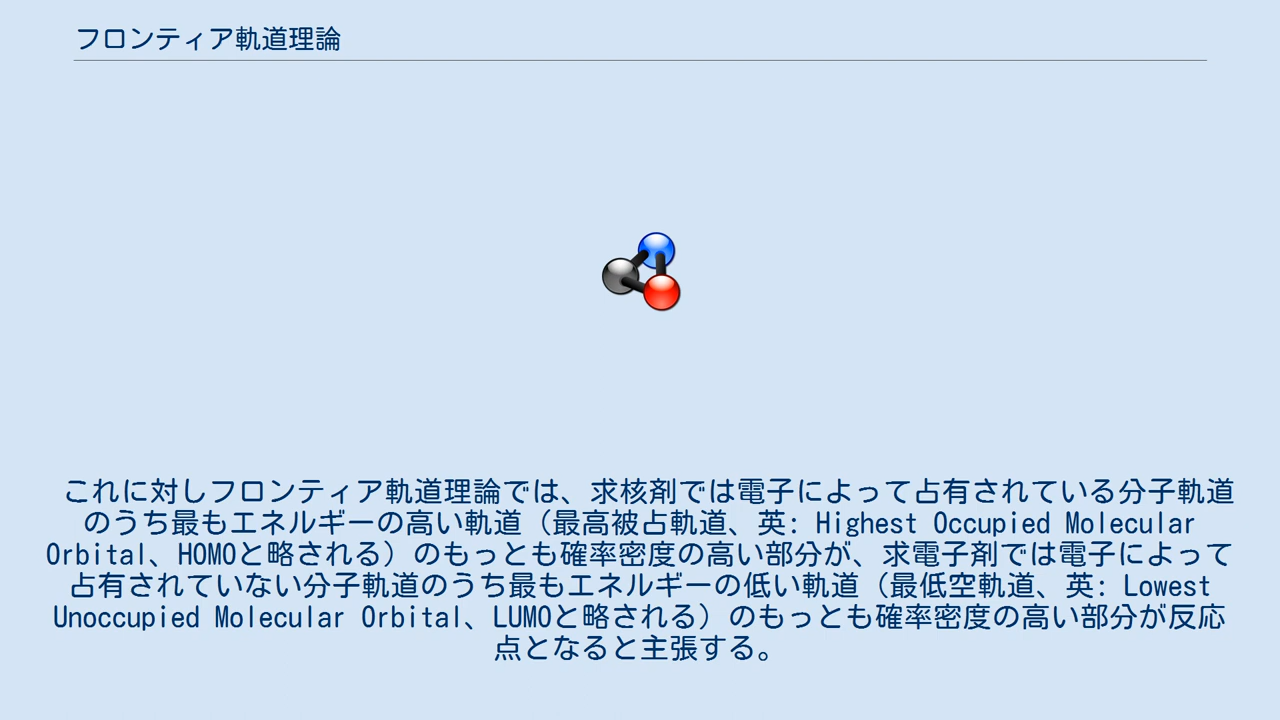 フロンティア軌道理論
これに対しフロンティア軌道理論では、求核剤では電子によって占有されている分子軌道
のうち最もエネルギーの高い軌道（最高被占軌道、英: Highest Occupied Molecular
Orbital、HOMOと略される）のもっとも確率密度の高い部分が、求電子剤では電子によって
占有されていない分子軌道のうち最もエネルギーの低い軌道（最低空軌道、英: Lowest
Unoccupied Molecular Orbital、LUMOと略される）のもっとも確率密度の高い部分が反応
点となると主張する。